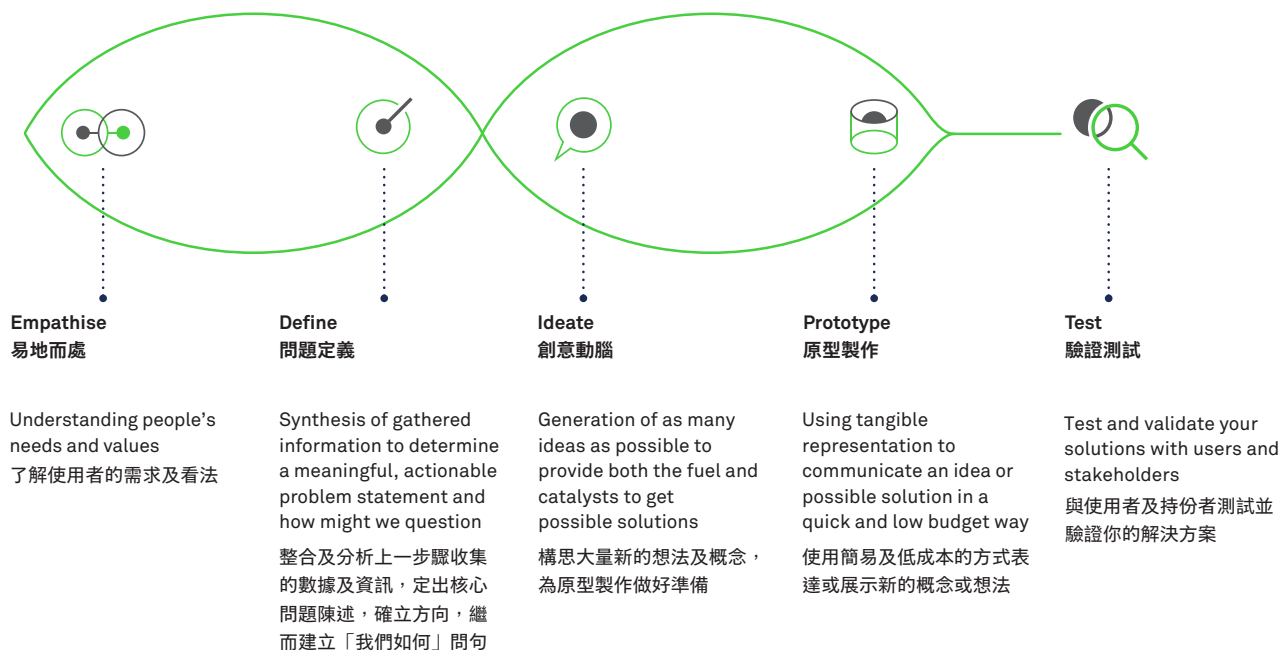 Empathise
易地而處
Understanding people's
needs and values
了解使用者的需求及看法
Define
問題定義
Synthesis of gathered
information to determine
a meaningful, actionable
problem statement and
how might we question
整合及分析上一步驟收集
的數據及資訊，定出核心
問題陳述，確立方向，繼
而建立「我們如何」問句
Ideate
創意動腦
Generation of as many
ideas as possible to
provide both the fuel and
catalysts to get
possible solutions
構思大量新的想法及概念，
為原型製作做好準備
Prototype
原型製作
Using tangible
representation to
communicate an idea or
possible solution in a
quick and low budget way
使用簡易及低成本的方式表
達或展示新的概念或想法
Test
驗證測試
Test and validate your
solutions with users and
stakeholders
與使用者及持份者測試並
驗證你的解決方案